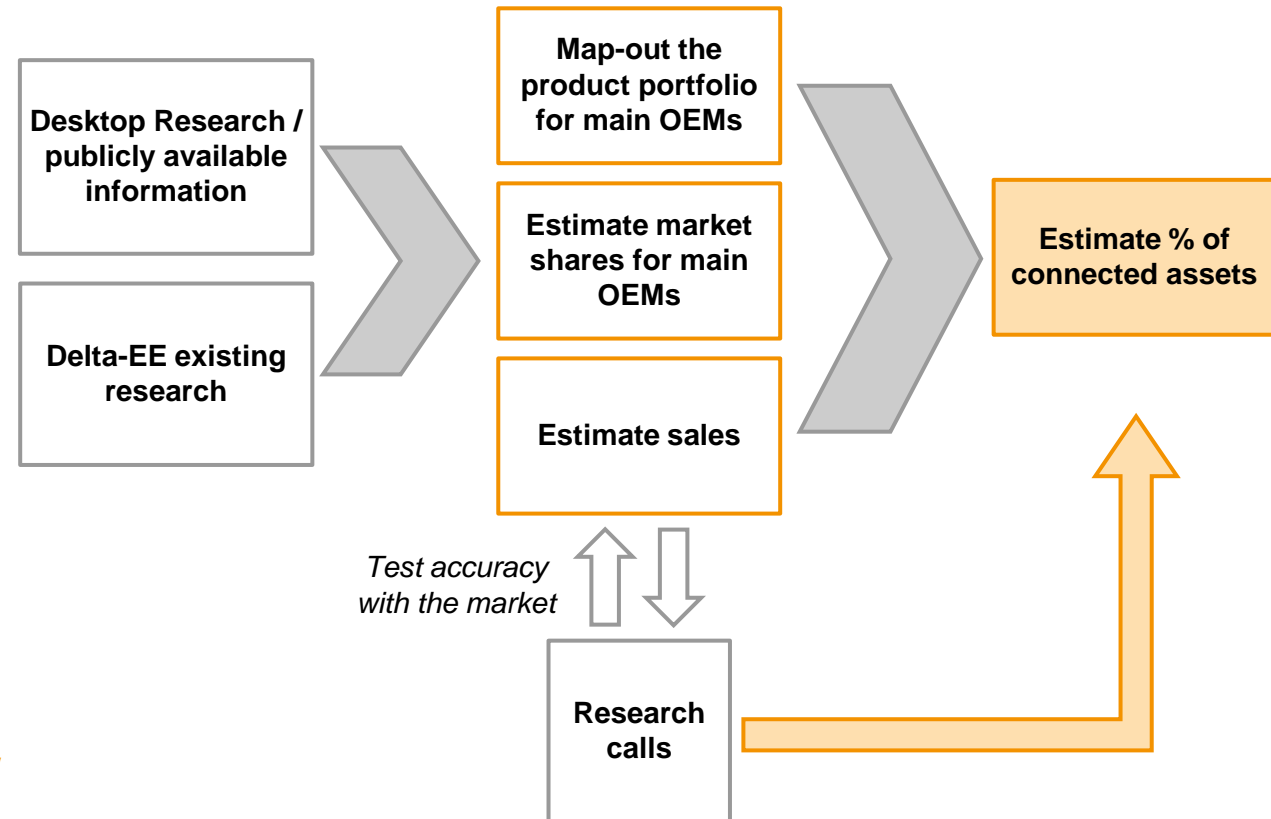 Desktop Research /
publicly available
information
Delta-EE existing
research
Map-out the
product portfolio
for main OEMs
Estimate market
shares for main
OEMs
Estimate sales
Test accuracy
with the market
Research
calls
Estimate % of
connected assets